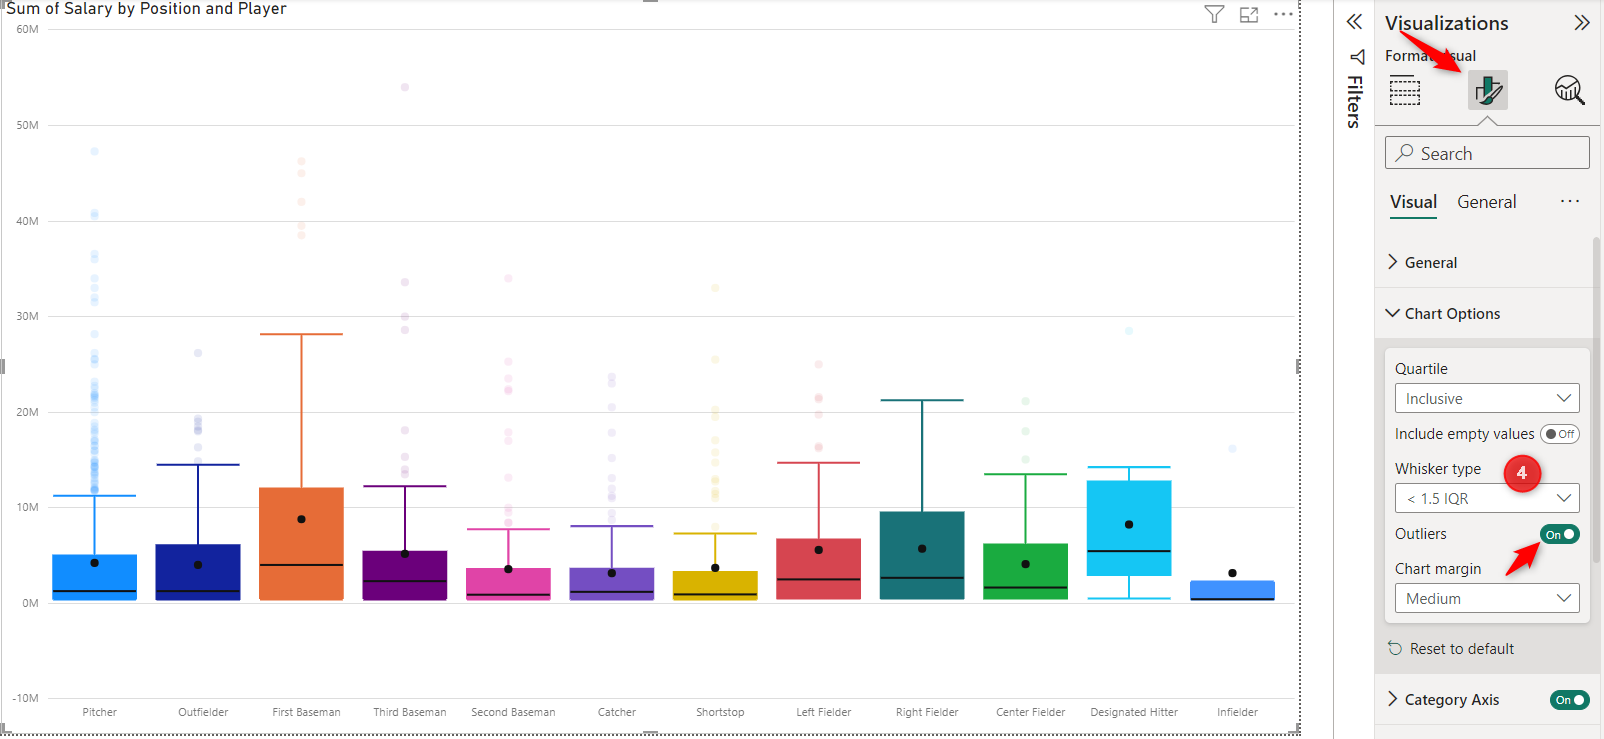 Sum of Salary by Position and Player
60M
50M
40M
30M
20M
10M
0M
-10M
Pitcher
Outfielder
First Baseman
Third Baseman
Second Baseman
Catcher
Shortstop
Left Fielder
Right Fielder
Center Fielder
Designated Hitter
Infielder
Filters
Visualizations
Format visual
Search
Visual General
General
Chart Options
Quartile
Inclusive
Include empty values Off
Whisker type 4
< 1.5 IQR
Outliers On
Chart margin
Medium
Reset to default
Category Axis On